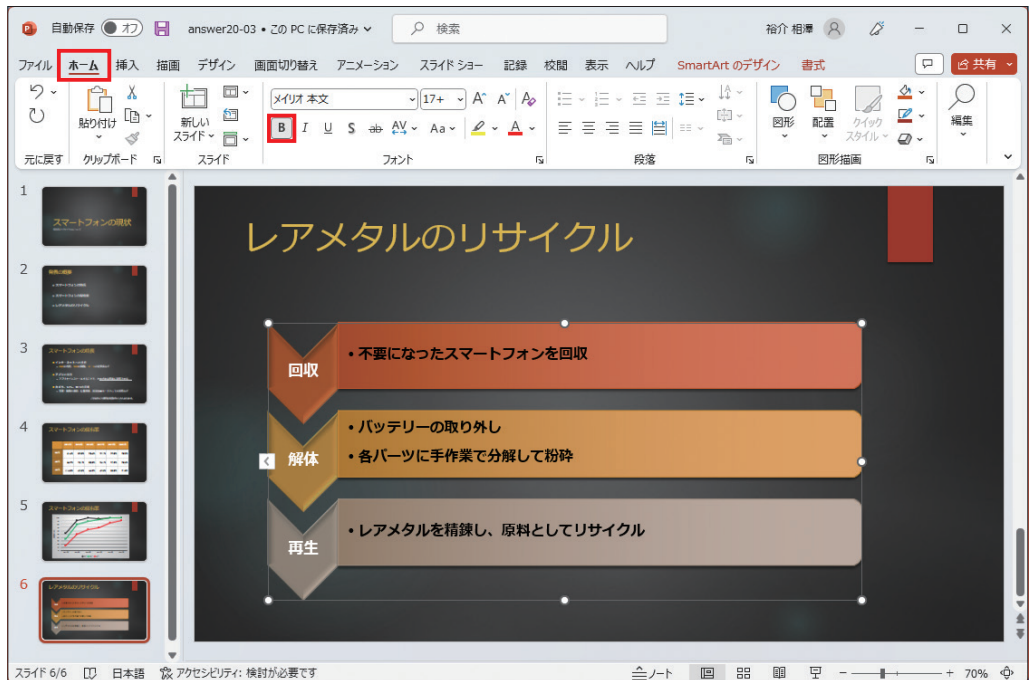 自動保存 オフ answer20-03 • この PC に保存済み 検索 裕介 相澤
ファイル ホーム 挿入 描画 デザイン 画面切り替え アニメーション スライド ショー 記録 校閲 表示 ヘルプ SmartArt のデザイン 書式 共有
メイリオ 本文 17+ A A A
貼り付け 新しい スライド B I U S ab AV Aa A 図形 配置 クイック スタイル 編集
元に戻す クリップボード スライド フォント 段落 図形描画
1
スマートフォンの現状
2
3
4
5
6
レアメタルのリサイクル
回収
• 不要になったスマートフォンを回収
解体
• バッテリーの取り外し
• 各パーツに手作業で分解して粉砕
再生
• レアメタルを精錬し、原料としてリサイクル
スライド 6/6 日本語 アクセシビリティ: 検討が必要です ノート 70%